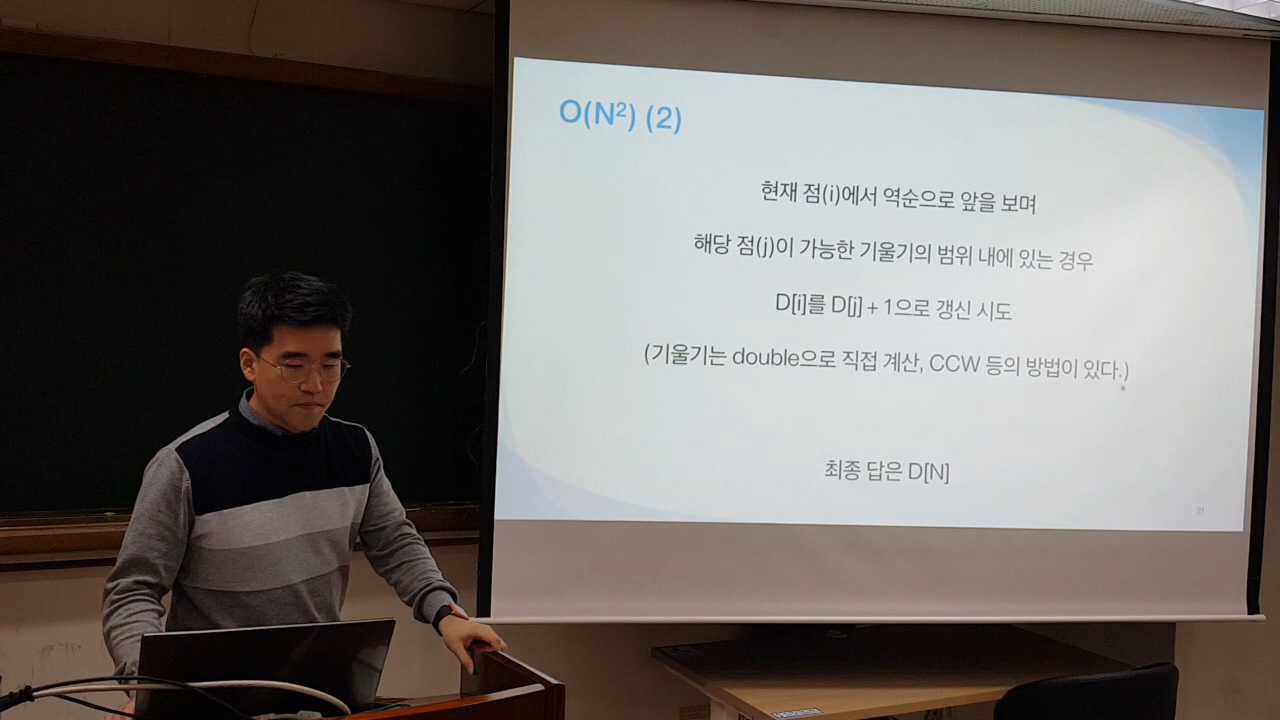 O(N²) (2)
현재 점(i)에서 역순으로 앞을 보며
해당 점(j)이 가능한 기울기의 범위 내에 있는 경우
D[i]를 D[j] + 1으로 갱신 시도
(기울기는 double으로 직접 계산, CCW 등의 방법이 있다.)
최종 답은 D[N]
31